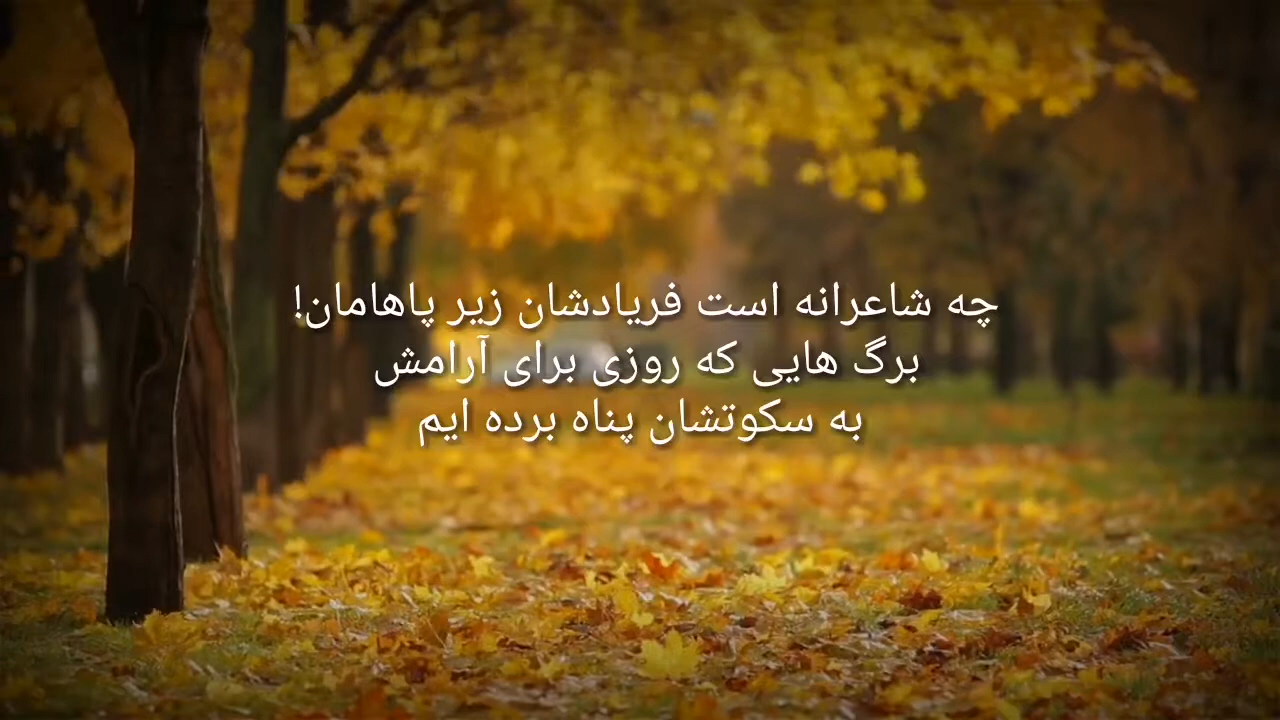 چه شاعرانه است فریادشان زیر پاهامان!
برگ هایی که روزی برای آرامش
به سکوتشان پناه برده ایم